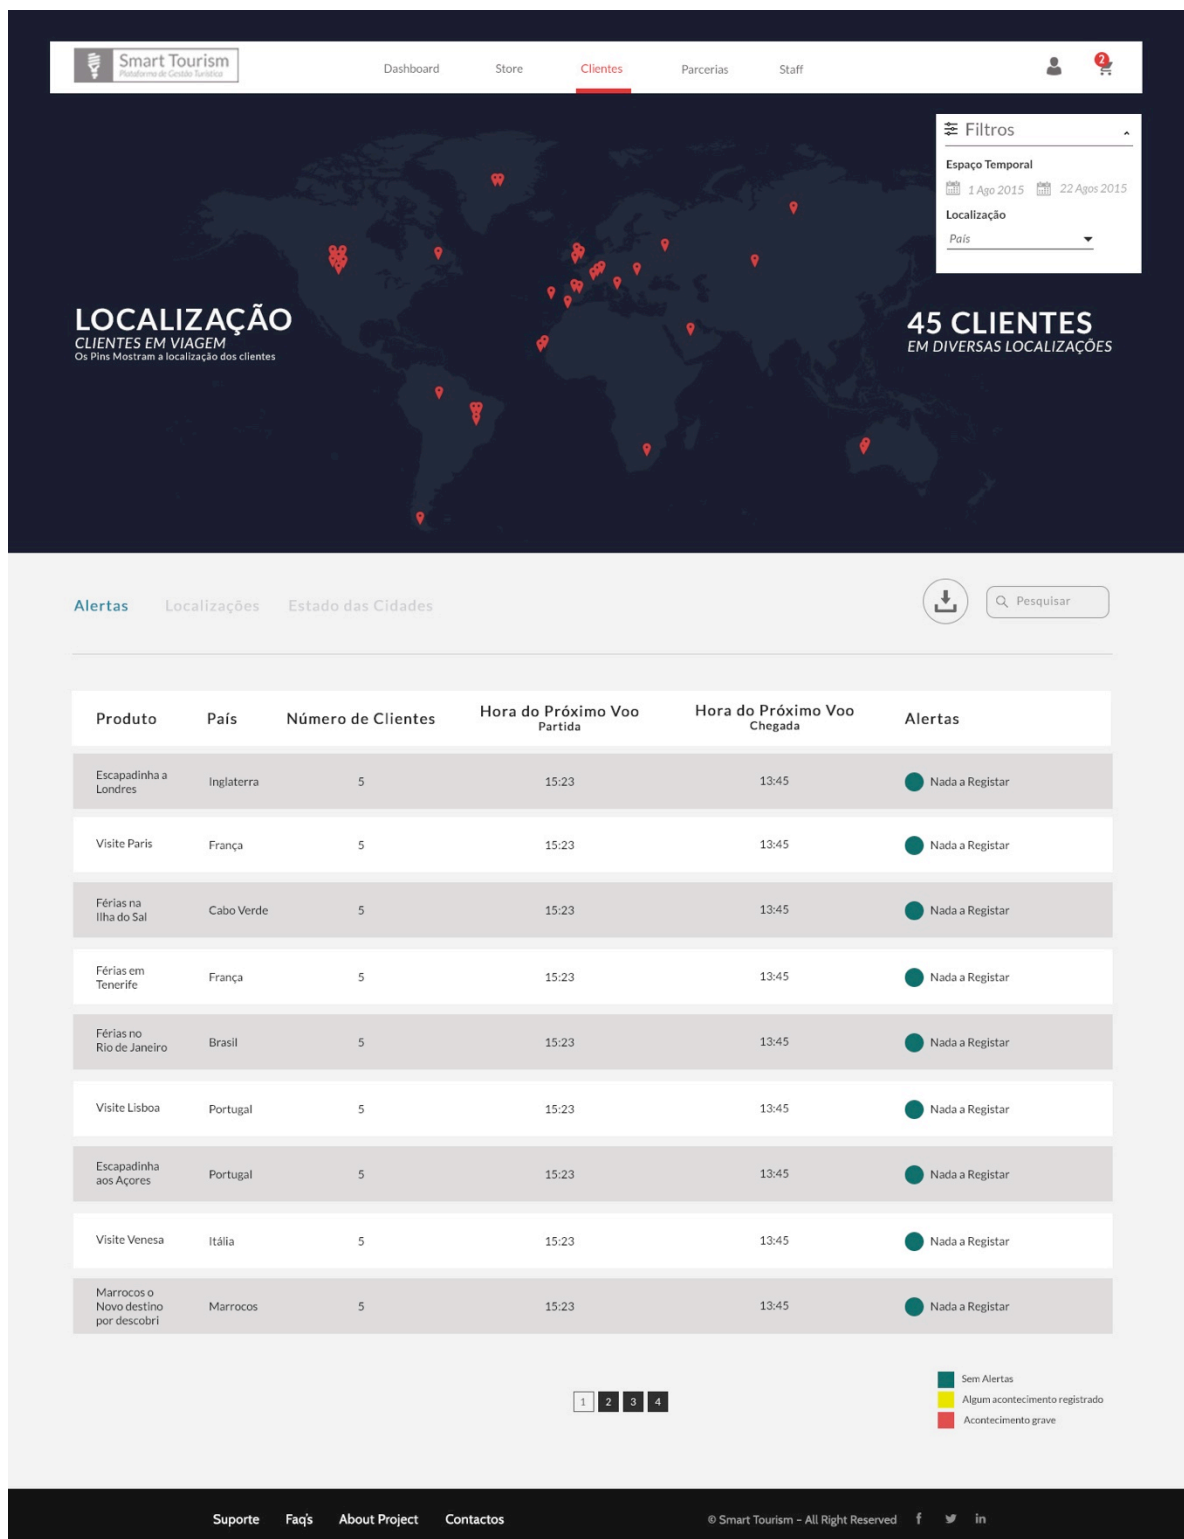 Smart Tourism
Plataforma de Gestão Turística
Dashboard
Store
Clientes
Parcerias
Staff
2
Filtros
Espaço Temporal
1 Ago 2015
22 Agos 2015
Localização
País
LOCALIZAÇÃO
CLIENTES EM VIAGEM
Os Pins Mostram a localização dos clientes
45 CLIENTES
EM DIVERSAS LOCALIZAÇÕES
Alertas
Localizações
Estado das Cidades
Pesquisar
Produto
País
Número de Clientes
Hora do Próximo Voo
Partida
Hora do Próximo Voo
Chegada
Alertas
Escapadinha a
Londres
Inglaterra
5
15:23
13:45
Nada a Registar
Visite Paris
França
5
15:23
13:45
Nada a Registar
Férias na
Ilha do Sal
Cabo Verde
5
15:23
13:45
Nada a Registar
Férias em
Tenerife
França
5
15:23
13:45
Nada a Registar
Férias no
Rio de Janeiro
Brasil
5
15:23
13:45
Nada a Registar
Visite Lisboa
Portugal
5
15:23
13:45
Nada a Registar
Escapadinha
aos Açores
Portugal
5
15:23
13:45
Nada a Registar
Visite Venesa
Itália
5
15:23
13:45
Nada a Registar
Marrocos o
Novo destino
por descobri
Marrocos
5
15:23
13:45
Nada a Registar
1
2
3
4
Sem Alertas
Algum acontecimento registrado
Acontecimento grave
Suporte
Faq's
About Project
Contactos
© Smart Tourism – All Right Reserved